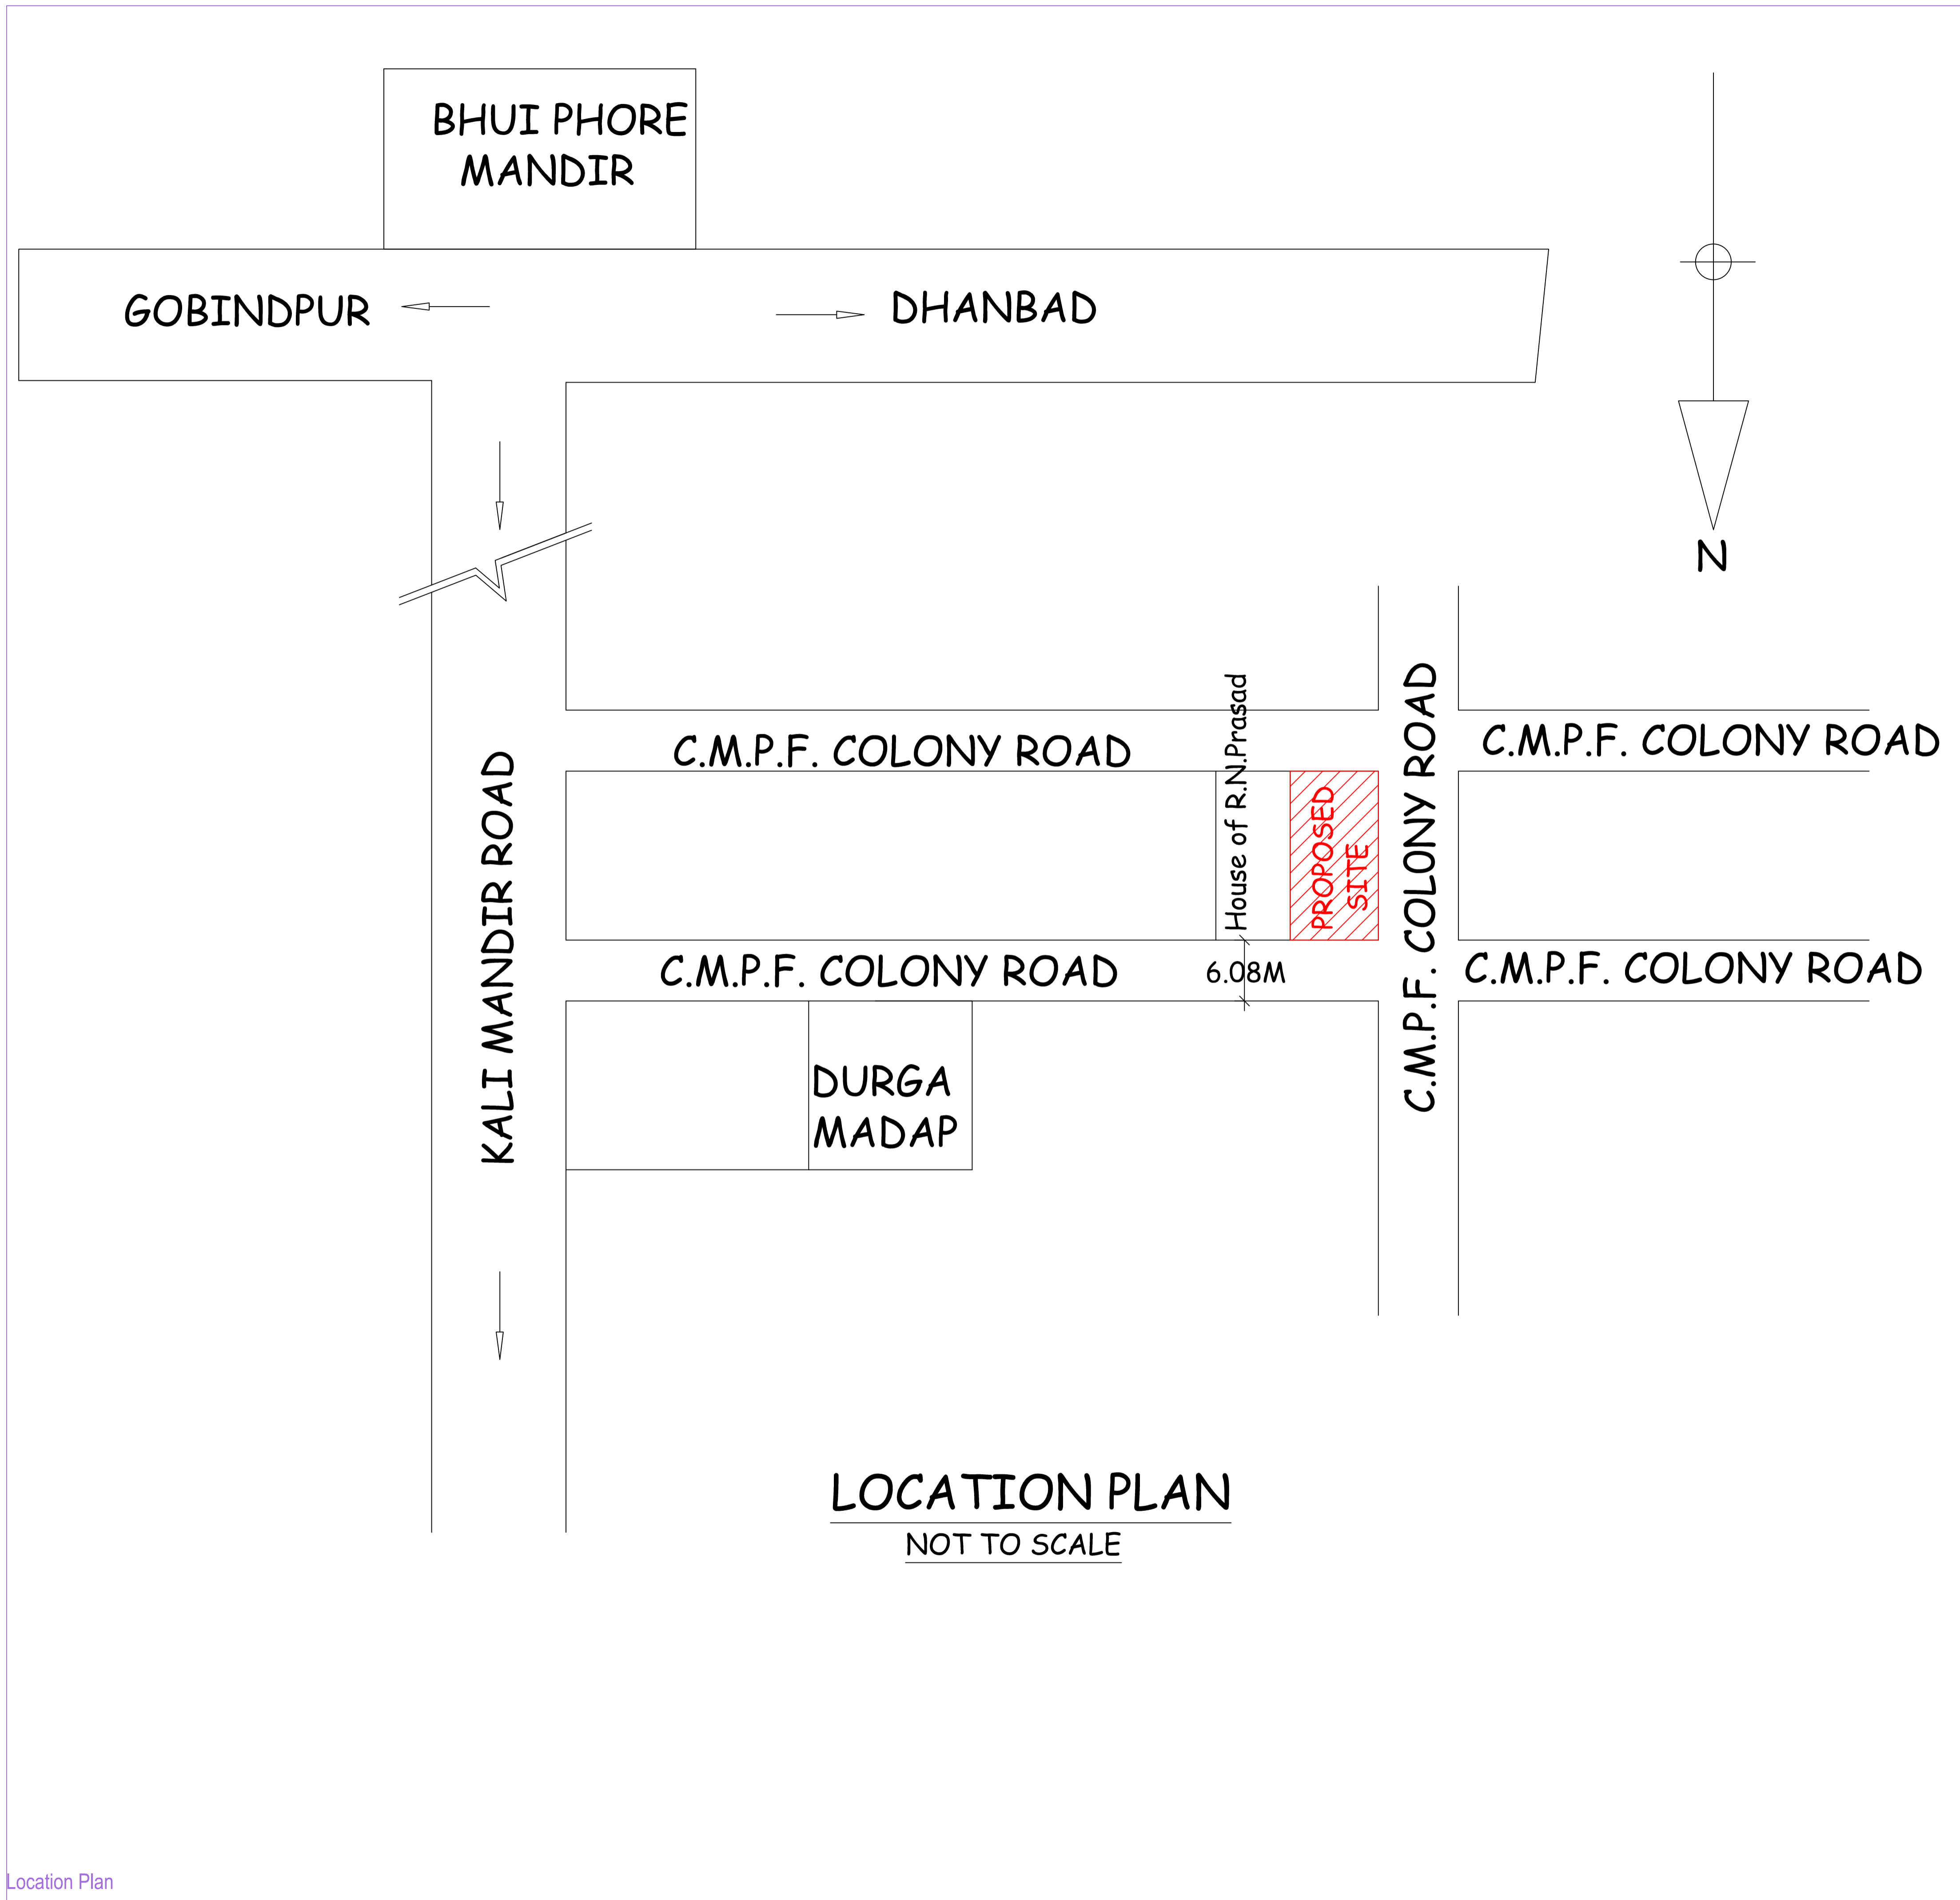 BHUI PHORE
MANDIR
GOBINDPUR
DHANBAD
N
C.M.P.F. COLONY ROAD
C.M.P.F. COLONY ROAD
C.M.P.F. COLONY ROAD
KALI MANDIR ROAD
House of R.N.Prasad
PROPOSED
SITE
C.M.P.F. COLONY ROAD
6.08M
C.M.P.F. COLONY ROAD
DURGA
MADAP
LOCATION PLAN
NOT TO SCALE
Location Plan